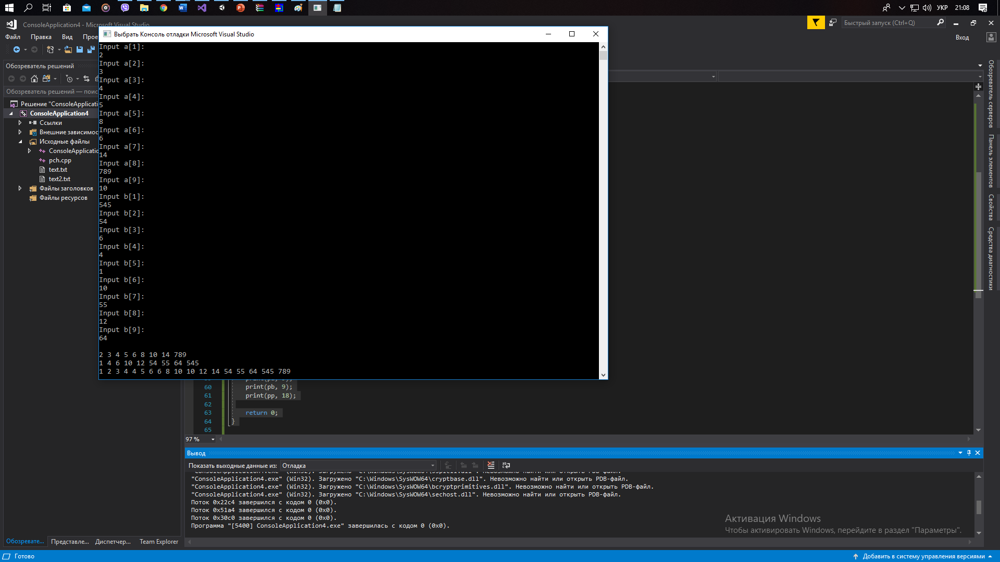 УКР 21:08
ConsoleApplication4 - Microsoft Visual Studio
Быстрый запуск (Ctrl+Q)
Файл Правка Вид
Вход
Выбрать Консоль отладки Microsoft Visual Studio
Input a[1]:
2
Input a[2]:
3
Input a[3]:
4
Input a[4]:
5
Input a[5]:
8
Input a[6]:
6
Input a[7]:
14
Input a[8]:
789
Input a[9]:
10
Input b[1]:
545
Input b[2]:
54
Input b[3]:
6
Input b[4]:
4
Input b[5]:
1
Input b[6]:
10
Input b[7]:
55
Input b[8]:
12
Input b[9]:
64
2 3 4 5 6 8 10 14 789
1 4 6 10 12 54 55 64 545
1 2 3 4 4 5 6 6 8 10 10 12 14 54 55 64 545 789
Обозреватель решений
Обозреватель решений — поис
Решение "ConsoleApplicati
ConsoleApplication4
Ссылки
Внешние зависимос
Исходные файлы
ConsoleApplicatio
pch.cpp
text.txt
text2.txt
Файлы заголовков
Файлы ресурсов
Обозреватель серверов
Панель элементов
Свойства
Средства диагностики
60 print(pb, 9);
61 print(pp, 18);
62
63 return 0;
64 }
65
97 %
Вывод
Показать выходные данные из: Отладка
"ConsoleApplication4.exe" (Win32). Загружено "C:\Windows\SysWOW64\cryptbase.dll". Невозможно найти или открыть PDB-файл.
"ConsoleApplication4.exe" (Win32). Загружено "C:\Windows\SysWOW64\bcryptprimitives.dll". Невозможно найти или открыть PDB-файл.
"ConsoleApplication4.exe" (Win32). Загружено "C:\Windows\SysWOW64\sechost.dll". Невозможно найти или открыть PDB-файл.
Поток 0x22c4 завершился с кодом 0 (0x0).
Поток 0x51a4 завершился с кодом 0 (0x0).
Поток 0x30c0 завершился с кодом 0 (0x0).
Программа "[5400] ConsoleApplication4.exe" завершилась с кодом 0 (0x0).
Активация Windows
Чтобы активировать Windows, перейдите в раздел "Параметры".
Обозревате... Представле... Диспетчер... Team Explorer
Готово
Добавить в систему управления версиями